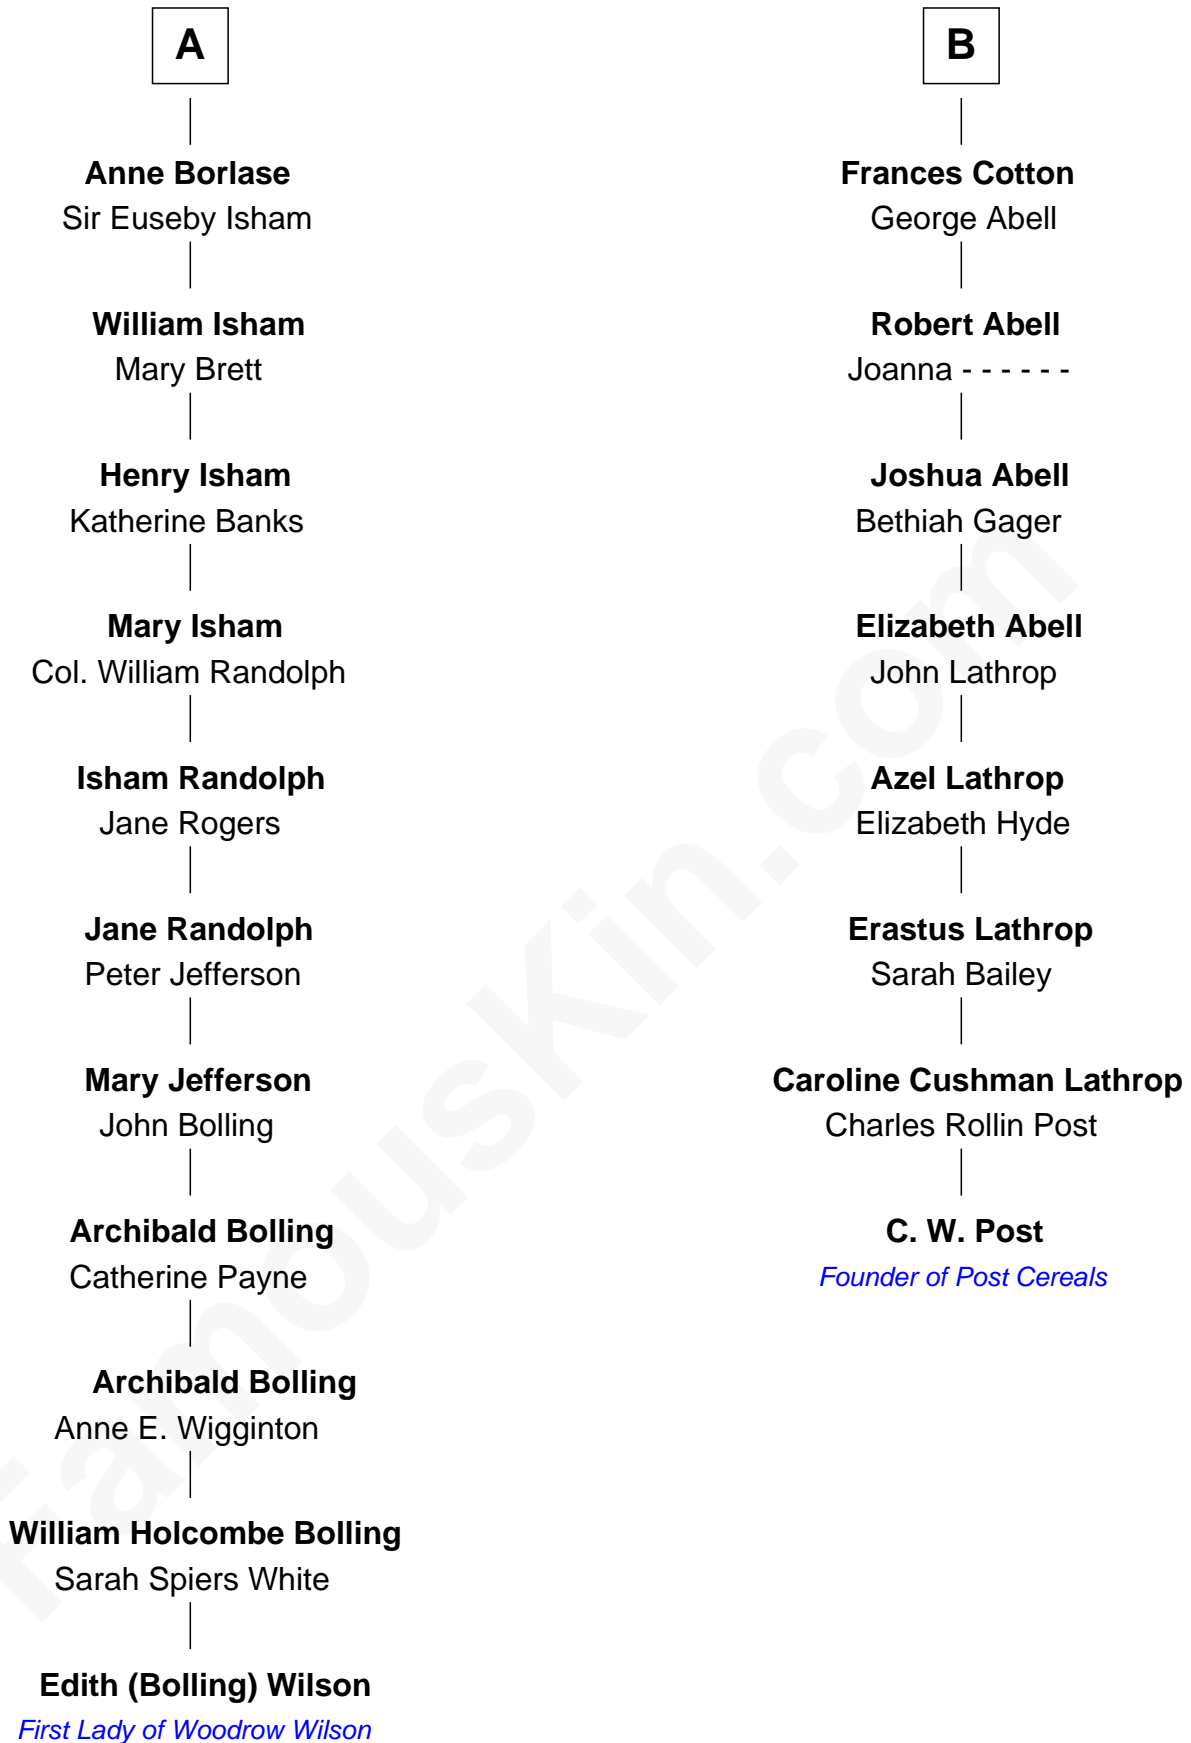 A
Anne Borlase
Sir Euseby Isham
William Isham
Mary Brett
Henry Isham
Katherine Banks
Mary Isham
Col. William Randolph
Isham Randolph
Jane Rogers
Jane Randolph
Peter Jefferson
Mary Jefferson
John Bolling
Archibald Bolling
Catherine Payne
Archibald Bolling
Anne E. Wigginton
William Holcombe Bolling
Sarah Spiers White
Edith (Bolling) Wilson
First Lady of Woodrow Wilson
B
Frances Cotton
George Abell
Robert Abell
Joanna - - - - - -
Joshua Abell
Bethiah Gager
Elizabeth Abell
John Lathrop
Azel Lathrop
Elizabeth Hyde
Erastus Lathrop
Sarah Bailey
Caroline Cushman Lathrop
Charles Rollin Post
C. W. Post
Founder of Post Cereals
FamousKin.com